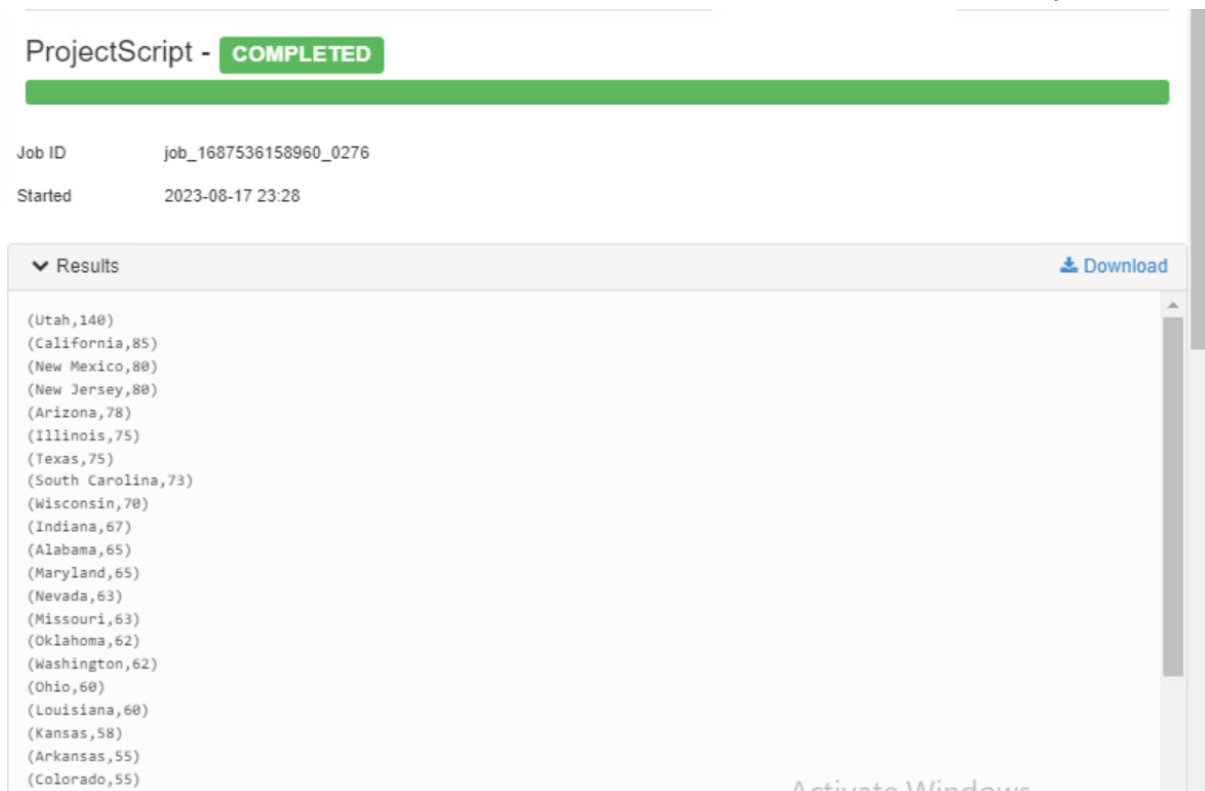 ProjectScript - COMPLETED
Job ID job_1687536158960_0276
Started 2023-08-17 23:28
Results Download
(Utah,140)
(California,85)
(New Mexico,80)
(New Jersey,80)
(Arizona,78)
(Illinois,75)
(Texas,75)
(South Carolina,73)
(Wisconsin,70)
(Indiana,67)
(Alabama,65)
(Maryland,65)
(Nevada,63)
(Missouri,63)
(Oklahoma,62)
(Washington,62)
(Ohio,60)
(Louisiana,60)
(Kansas,58)
(Arkansas,55)
(Colorado,55)
Activate Windows